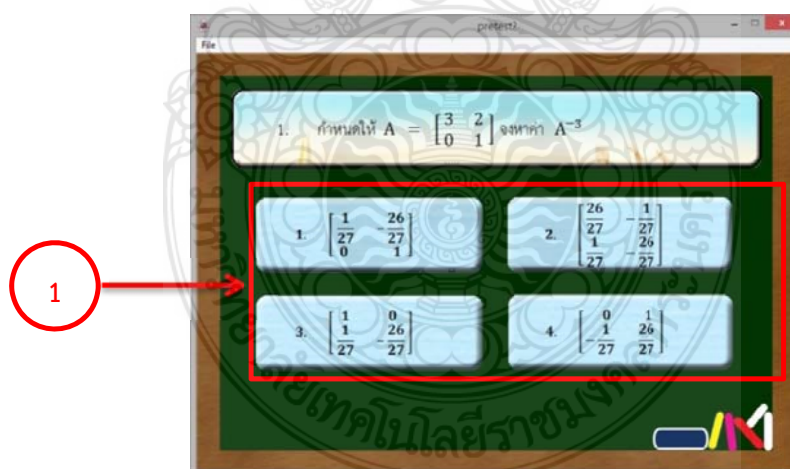 pretest2
File
1. กำหนดให้ A = [3 2; 0 1] จงหาค่า A⁻³
1. [1/27 -26/27; 0 1]
2. [26/27 -1/27; 1/27 -26/27]
3. [1 0; 1/27 -26/27]
4. [0 1; -1/27 26/27]
1